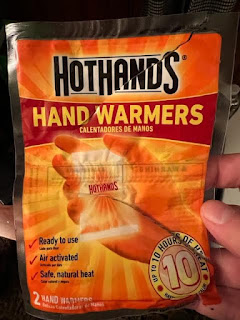 HOTHANDS®
HAND WARMERS
CALENTADORES DE MANOS
HOTHANDS
Ready to use
Air activated
Safe, natural heat
UP TO 10 HOURS OF HEAT
2 HAND WARMERS